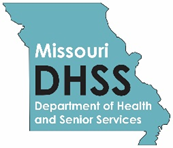 Missouri
DHSS
Department of Health
and Senior Services